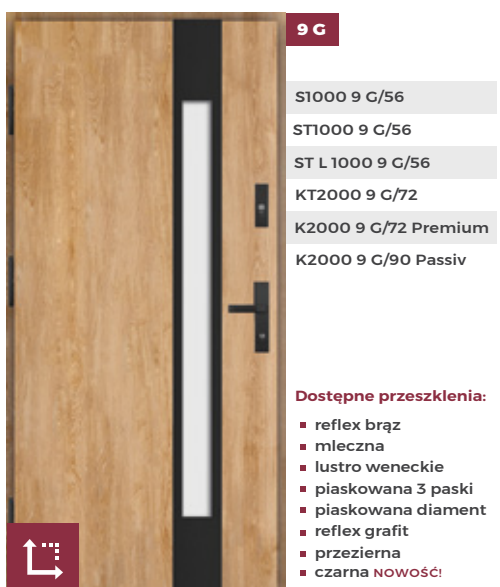 9 G
S1000 9 G/56
ST1000 9 G/56
ST L 1000 9 G/56
KT2000 9 G/72
K2000 9 G/72 Premium
K2000 9 G/90 Passiv
Dostępne przeszklenia:
reflex brąz
mleczna
lustro weneckie
piaskowana 3 paski
piaskowana diament
reflex grafit
przezierna
czarna NOWOŚĆ!